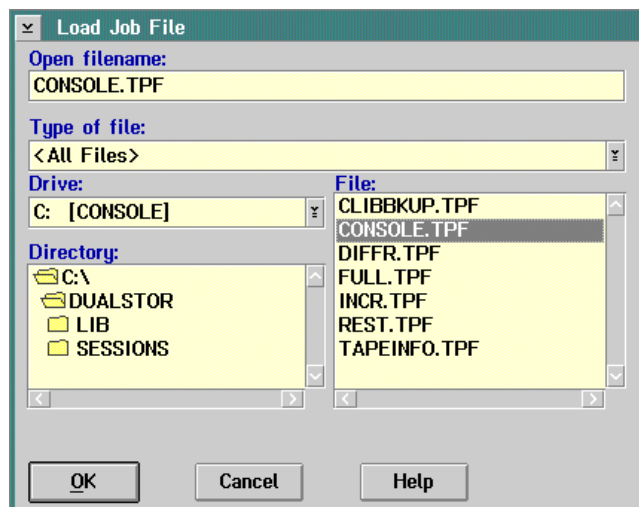 Load Job File
Open filename:
CONSOLE.TPF
Type of file:
<All Files>
Drive:
C: [CONSOLE]
Directory:
C:\
DUALSTOR
LIB
SESSIONS
File:
CLIBBKUP.TPF
CONSOLE.TPF
DIFFR.TPF
FULL.TPF
INCR.TPF
REST.TPF
TAPEINFO.TPF
OK Cancel Help